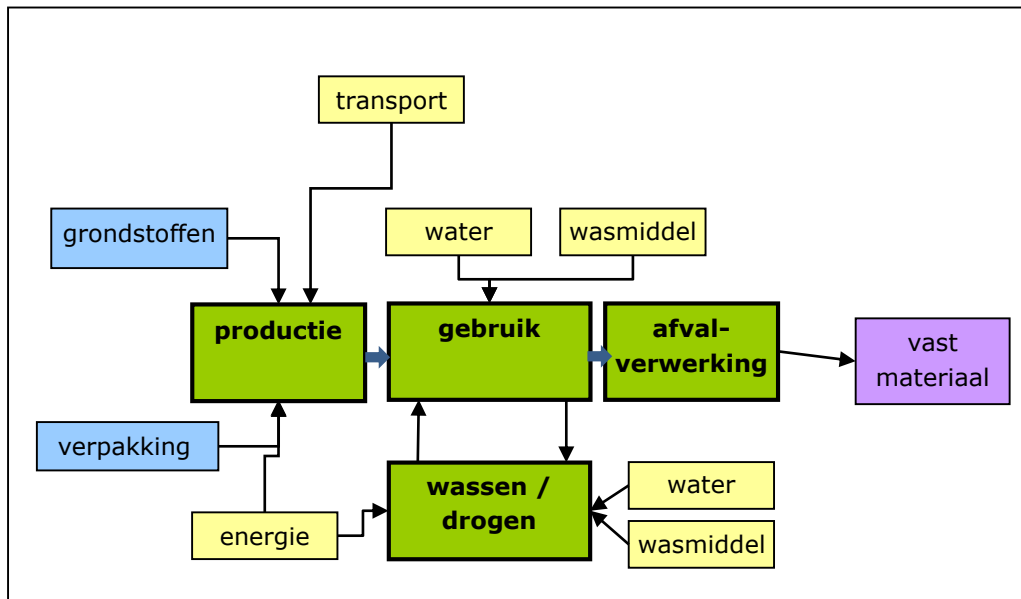 transport
grondstoffen
water
wasmiddel
productie
gebruik
afval-
verwerking
vast
materiaal
verpakking
energie
wassen /
drogen
water
wasmiddel